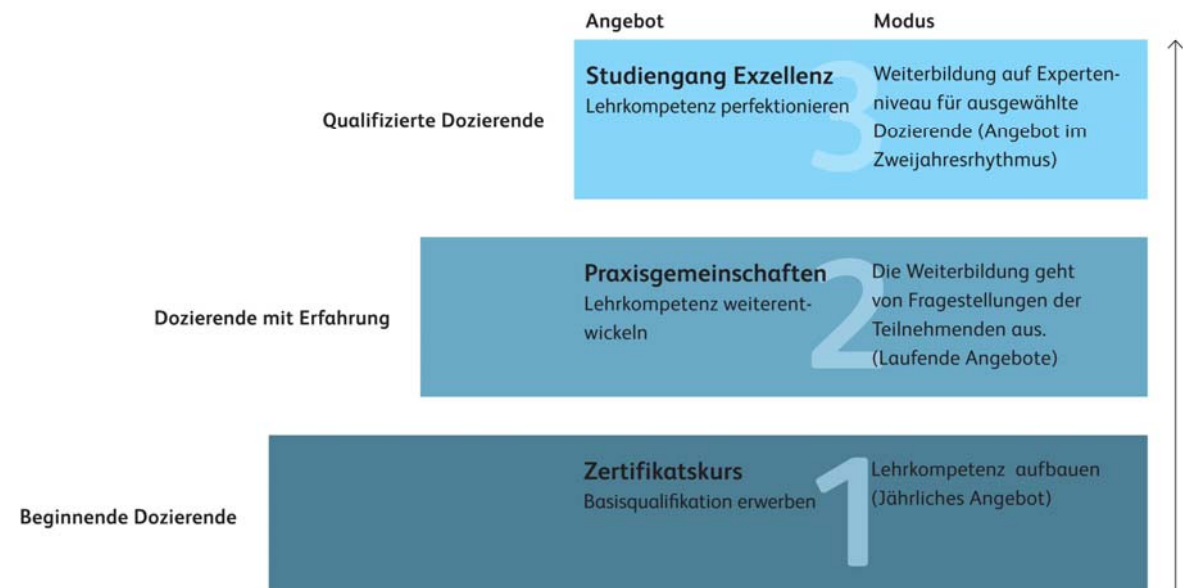 Angebot Modus
Qualifizierte Dozierende
Studiengang Exzellenz
Lehrkompetenz perfektionieren
3
Weiterbildung auf Experten-
niveau für ausgewählte
Dozierende (Angebot im
Zweijahresrhythmus)
Dozierende mit Erfahrung
Praxisgemeinschaften
Lehrkompetenz weiterent-
wickeln
2
Die Weiterbildung geht
von Fragestellungen der
Teilnehmenden aus.
(Laufende Angebote)
Beginnende Dozierende
Zertifikatskurs
Basisqualifikation erwerben
1
Lehrkompetenz aufbauen
(Jährliches Angebot)